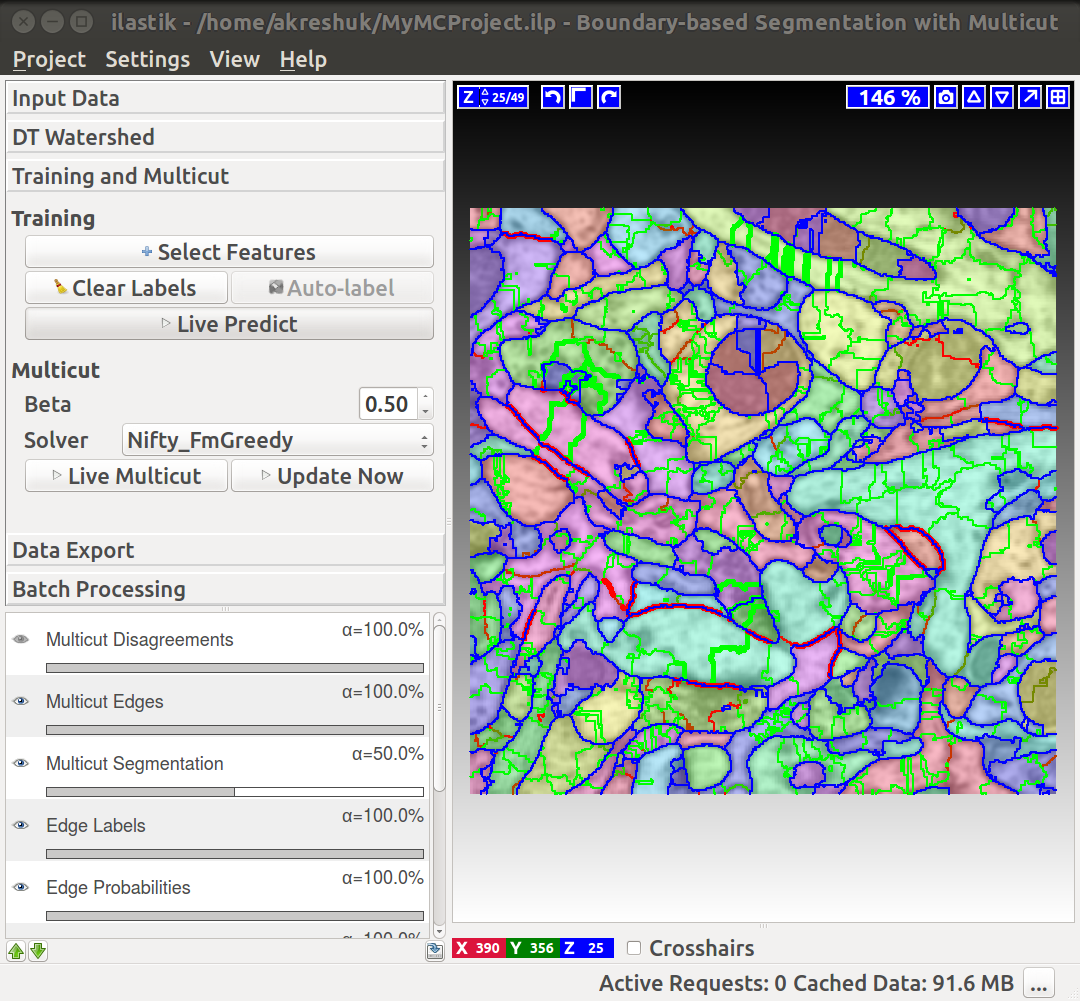 ilastik - /home/akreshuk/MyMCProject.ilp - Boundary-based Segmentation with Multicut
Project Settings View Help
Input Data
DT Watershed
Training and Multicut
Training
Select Features
Clear Labels Auto-label
Live Predict
Multicut
Beta 0.50
Solver Nifty_FmGreedy
Live Multicut Update Now
Data Export
Batch Processing
Multicut Disagreements α=100.0%
Multicut Edges α=100.0%
Multicut Segmentation α=50.0%
Edge Labels α=100.0%
Edge Probabilities α=100.0%
Z 25/49 146 %
X 390 Y 356 Z 25 Crosshairs
Active Requests: 0 Cached Data: 91.6 MB ...